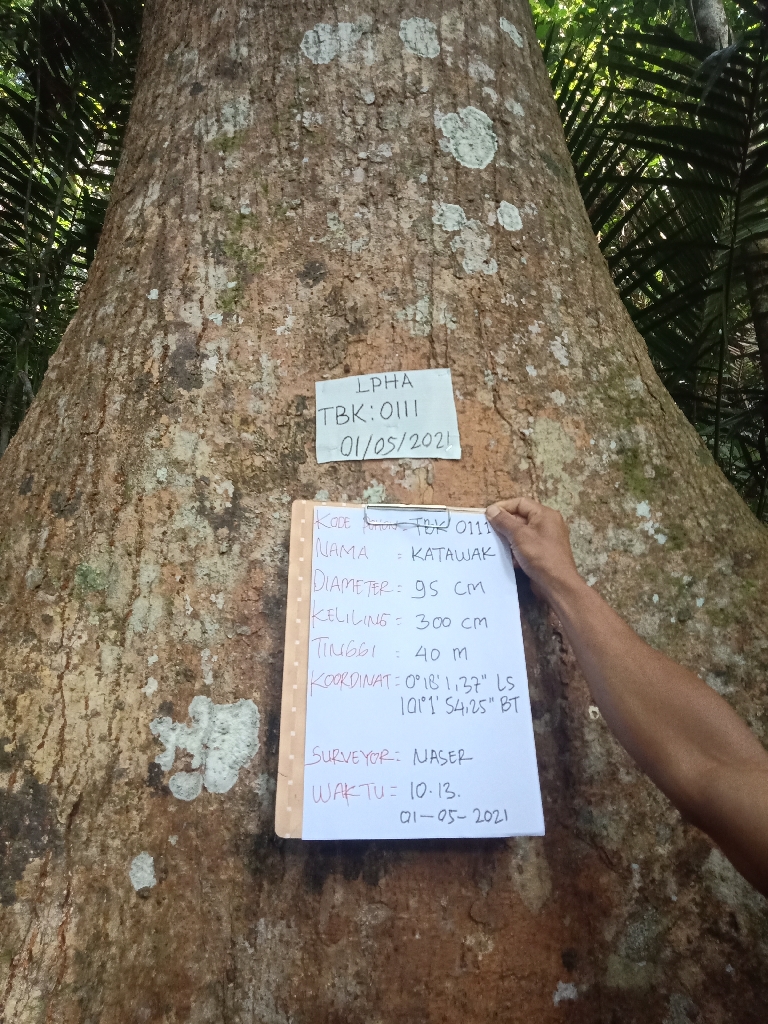 LPHA
TBK: 0111
01/05/2021
KODE POHON TBK 0111
NAMA : KATAWAK
DIAMETER : 95 CM
KELILING : 300 CM
TINGGI : 40 M
KOORDINAT : 0°18'1,37" LS
101°1'54,25" BT
SURVEYOR : NASER
WAKTU : 10.13.
01-05-2021